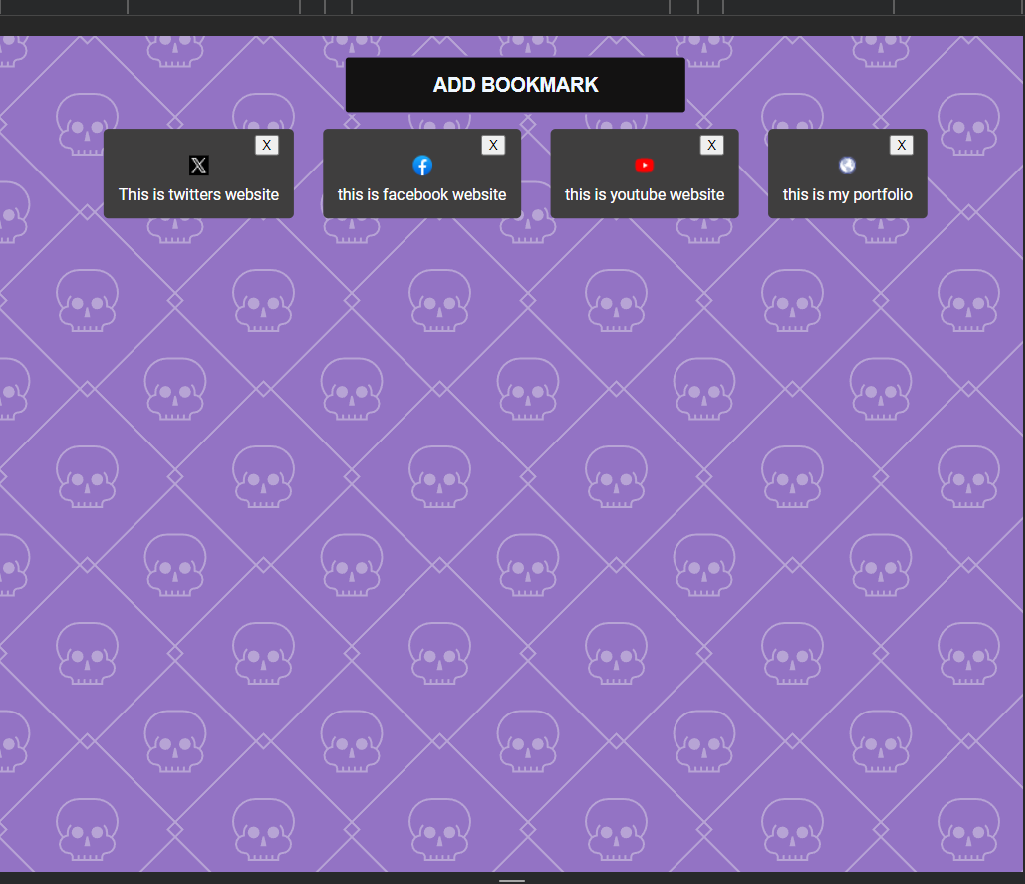 ADD BOOKMARK
X
This is twitters website
X
this is facebook website
X
this is youtube website
X
this is my portfolio